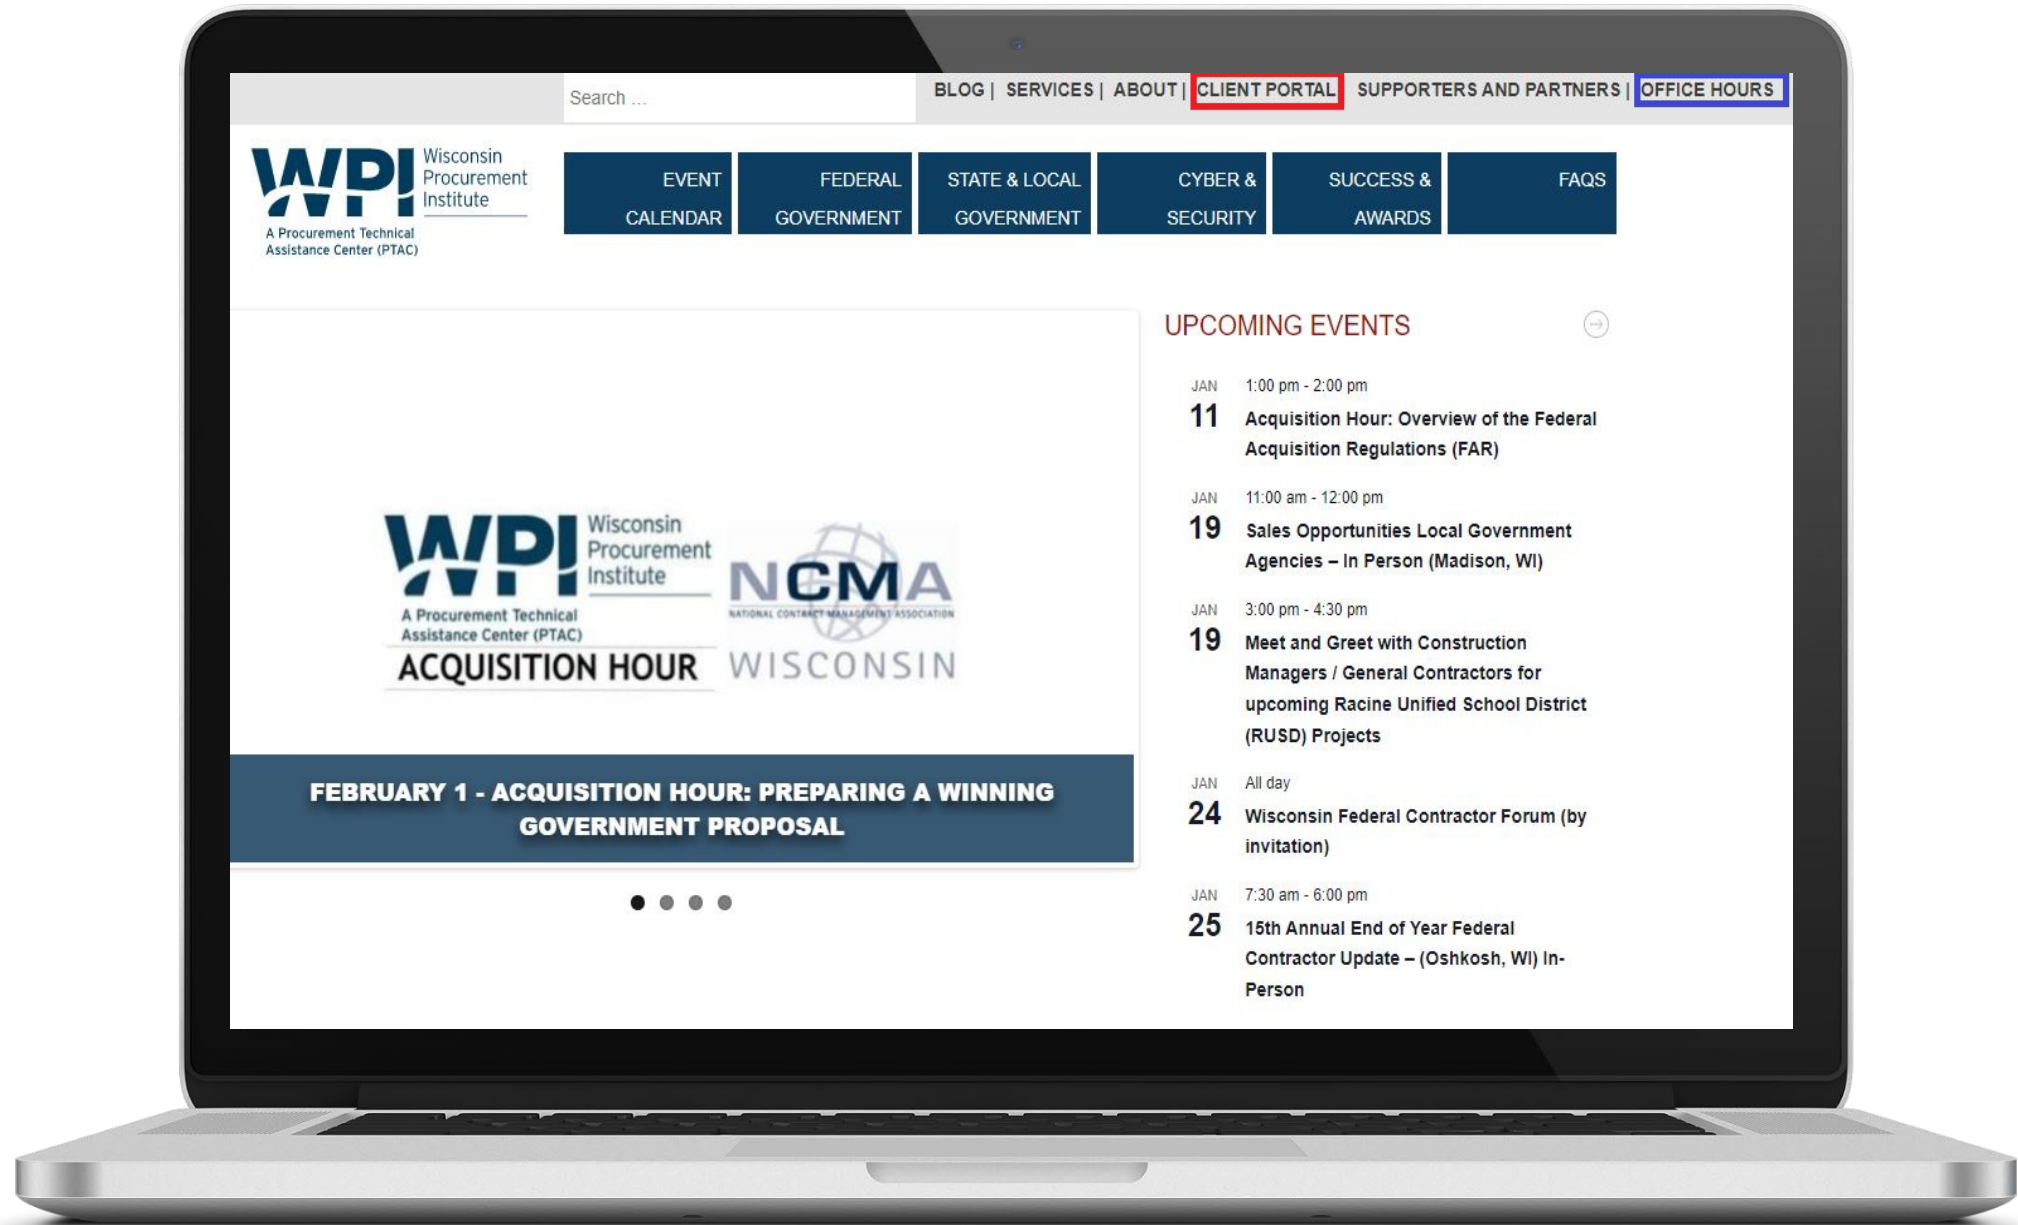 Search ...
BLOG | SERVICES | ABOUT | CLIENT PORTAL SUPPORTERS AND PARTNERS | OFFICE HOURS
WPI
Wisconsin
Procurement
Institute
A Procurement Technical
Assistance Center (PTAC)
EVENT
CALENDAR
FEDERAL
GOVERNMENT
STATE & LOCAL
GOVERNMENT
CYBER &
SECURITY
SUCCESS &
AWARDS
FAQS
WPI
Wisconsin
Procurement
Institute
A Procurement Technical
Assistance Center (PTAC)
ACQUISITION HOUR
NCMA
NATIONAL CONTRACT MANAGEMENT ASSOCIATION
WISCONSIN
FEBRUARY 1 - ACQUISITION HOUR: PREPARING A WINNING
GOVERNMENT PROPOSAL
UPCOMING EVENTS
JAN 1:00 pm - 2:00 pm
11 Acquisition Hour: Overview of the Federal
Acquisition Regulations (FAR)
JAN 11:00 am - 12:00 pm
19 Sales Opportunities Local Government
Agencies – In Person (Madison, WI)
JAN 3:00 pm - 4:30 pm
19 Meet and Greet with Construction
Managers / General Contractors for
upcoming Racine Unified School District
(RUSD) Projects
JAN All day
24 Wisconsin Federal Contractor Forum (by
invitation)
JAN 7:30 am - 6:00 pm
25 15th Annual End of Year Federal
Contractor Update – (Oshkosh, WI) In-
Person